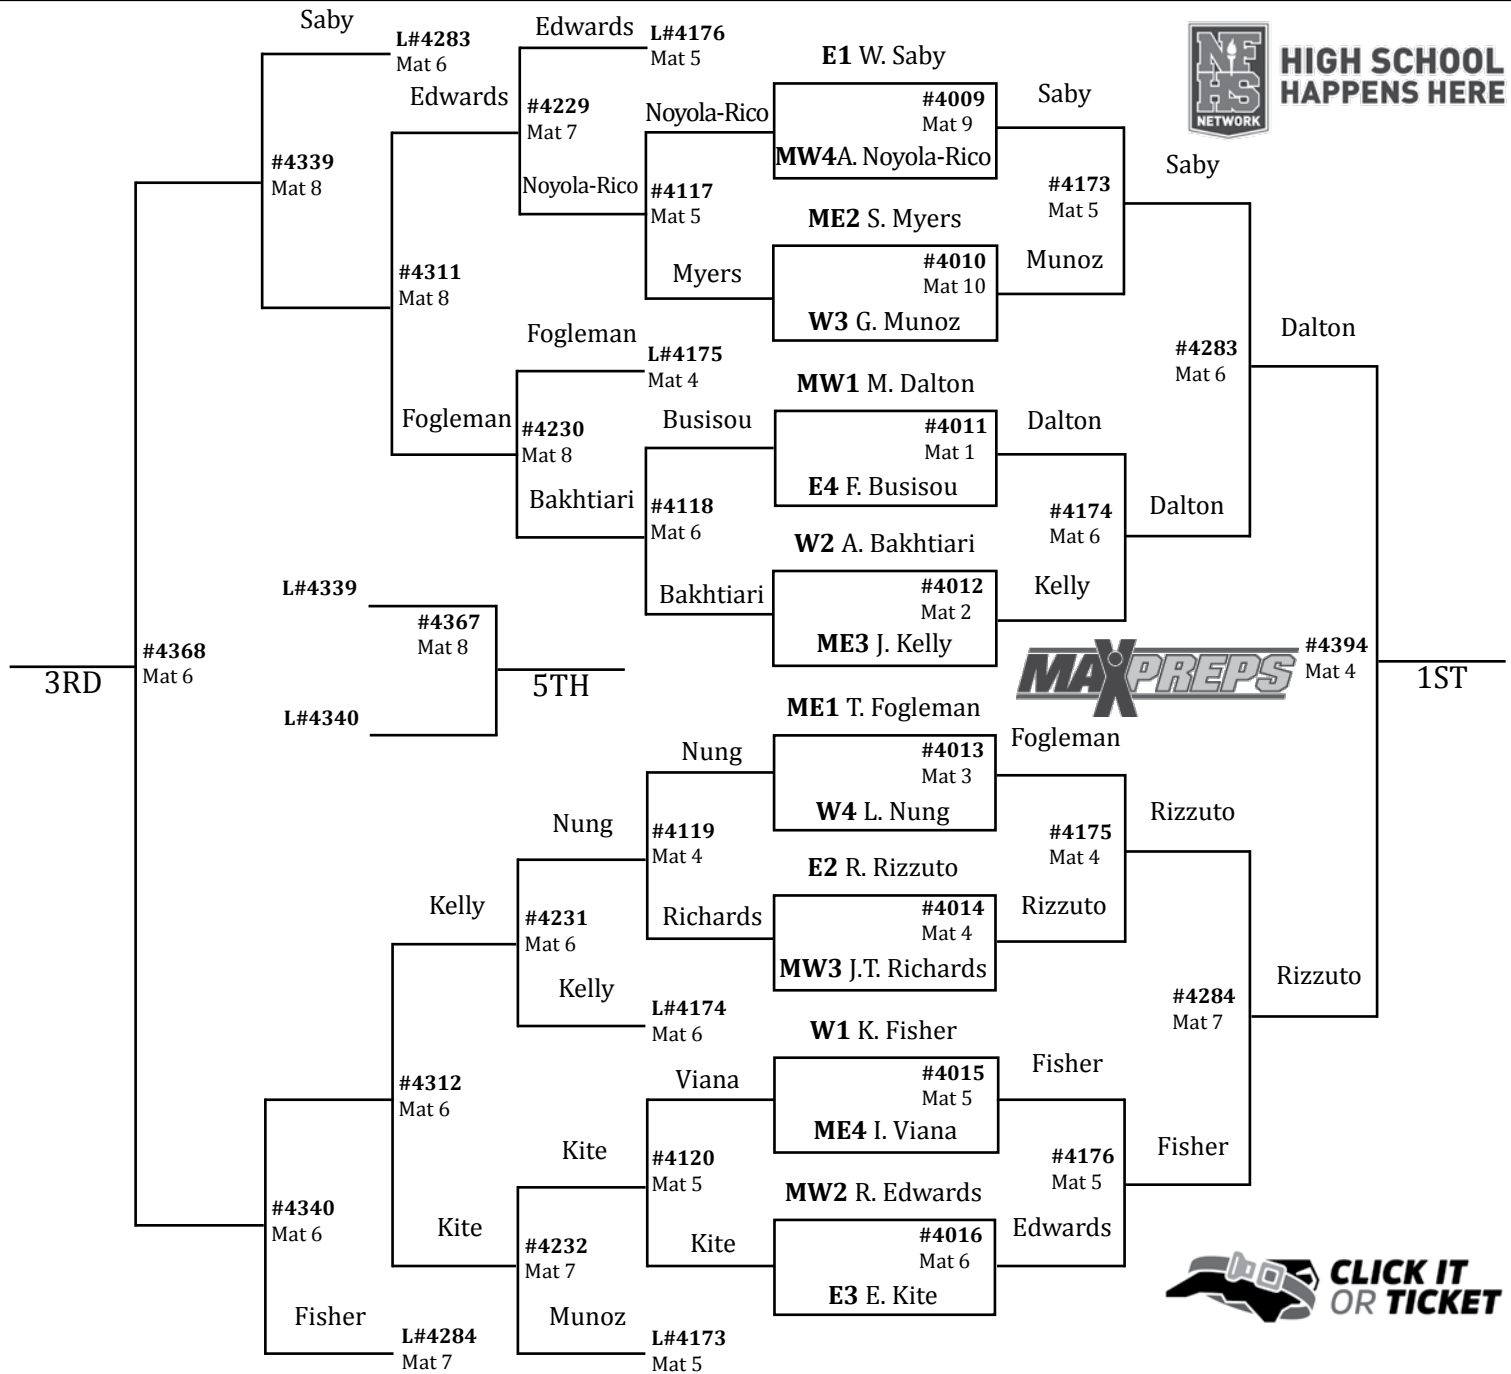 Saby
L#4283
Mat 6
Edwards
L#4176
Mat 5
Edwards
#4229
Mat 7
Noyola-Rico
#4339
Mat 8
Noyola-Rico
#4117
Mat 5
Myers
#4311
Mat 8
Fogleman
L#4175
Mat 4
Fogleman
#4230
Mat 8
Busisou
Bakhtiari
#4118
Mat 6
Bakhtiari
E1 W. Saby
#4009
Mat 9
MW4 A. Noyola-Rico
ME2 S. Myers
#4010
Mat 10
W3 G. Munoz
MW1 M. Dalton
#4011
Mat 1
E4 F. Busisou
W2 A. Bakhtiari
#4012
Mat 2
ME3 J. Kelly
Saby
#4173
Mat 5
Munoz
Saby
Dalton
#4174
Mat 6
Kelly
Dalton
#4283
Mat 6
Dalton
NFHS
NETWORK
HIGH SCHOOL
HAPPENS HERE
L#4339
#4367
Mat 8
L#4340
5TH
#4368
Mat 6
3RD
MAXPREPS
#4394
Mat 4
1ST
ME1 T. Fogleman
#4013
Mat 3
W4 L. Nung
E2 R. Rizzuto
#4014
Mat 4
MW3 J.T. Richards
W1 K. Fisher
#4015
Mat 5
ME4 I. Viana
MW2 R. Edwards
#4016
Mat 6
E3 E. Kite
Fogleman
#4175
Mat 4
Rizzuto
Rizzuto
Fisher
#4176
Mat 5
Edwards
Fisher
#4284
Mat 7
Rizzuto
Nung
Nung
#4119
Mat 4
Richards
Kelly
#4231
Mat 6
Kelly
L#4174
Mat 6
Viana
#4312
Mat 6
Kite
#4120
Mat 5
Kite
Kite
#4232
Mat 7
Munoz
L#4173
Mat 5
#4340
Mat 6
Fisher
L#4284
Mat 7
CLICK IT
OR TICKET